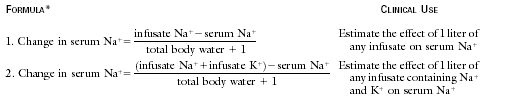 FORMULA* CLINICAL USE
1. Change in serum Na⁺= infusate Na⁺ − serum Na⁺ / total body water + 1 Estimate the effect of 1 liter of
any infusate on serum Na⁺
2. Change in serum Na⁺= (infusate Na⁺ + infusate K⁺) − serum Na⁺ / total body water + 1 Estimate the effect of 1 liter of
any infusate containing Na⁺
and K⁺ on serum Na⁺